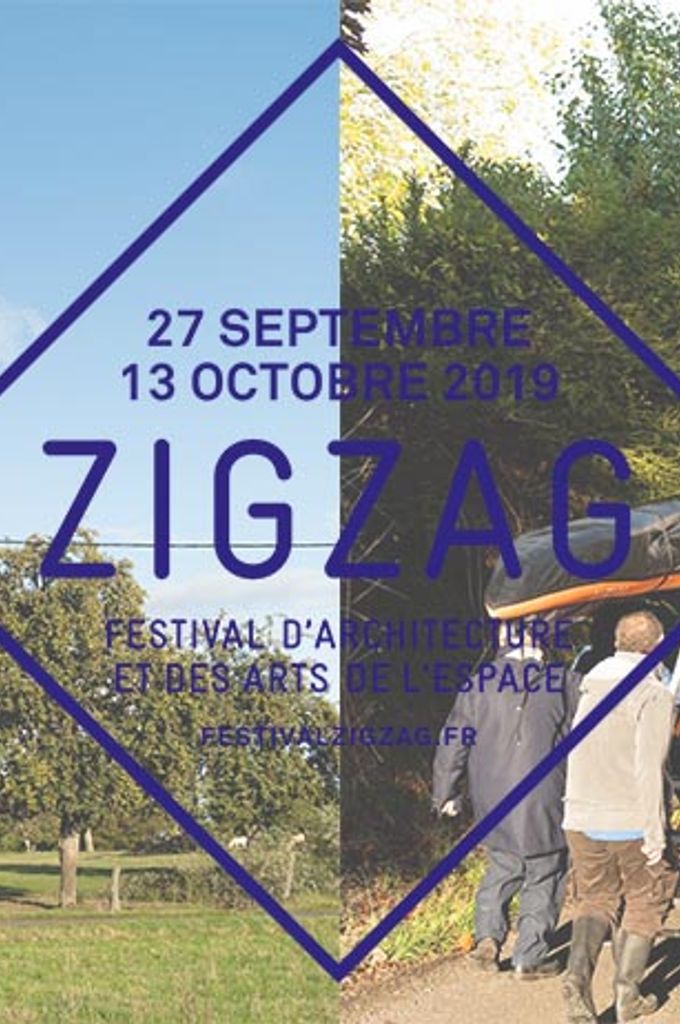 27 SEPTEMBRE
13 OCTOBRE 2019
ZIGZAG
FESTIVAL D'ARCHITECTURE
ET DES ARTS DE L'ESPACE
FESTIVALZIGZAG.FR